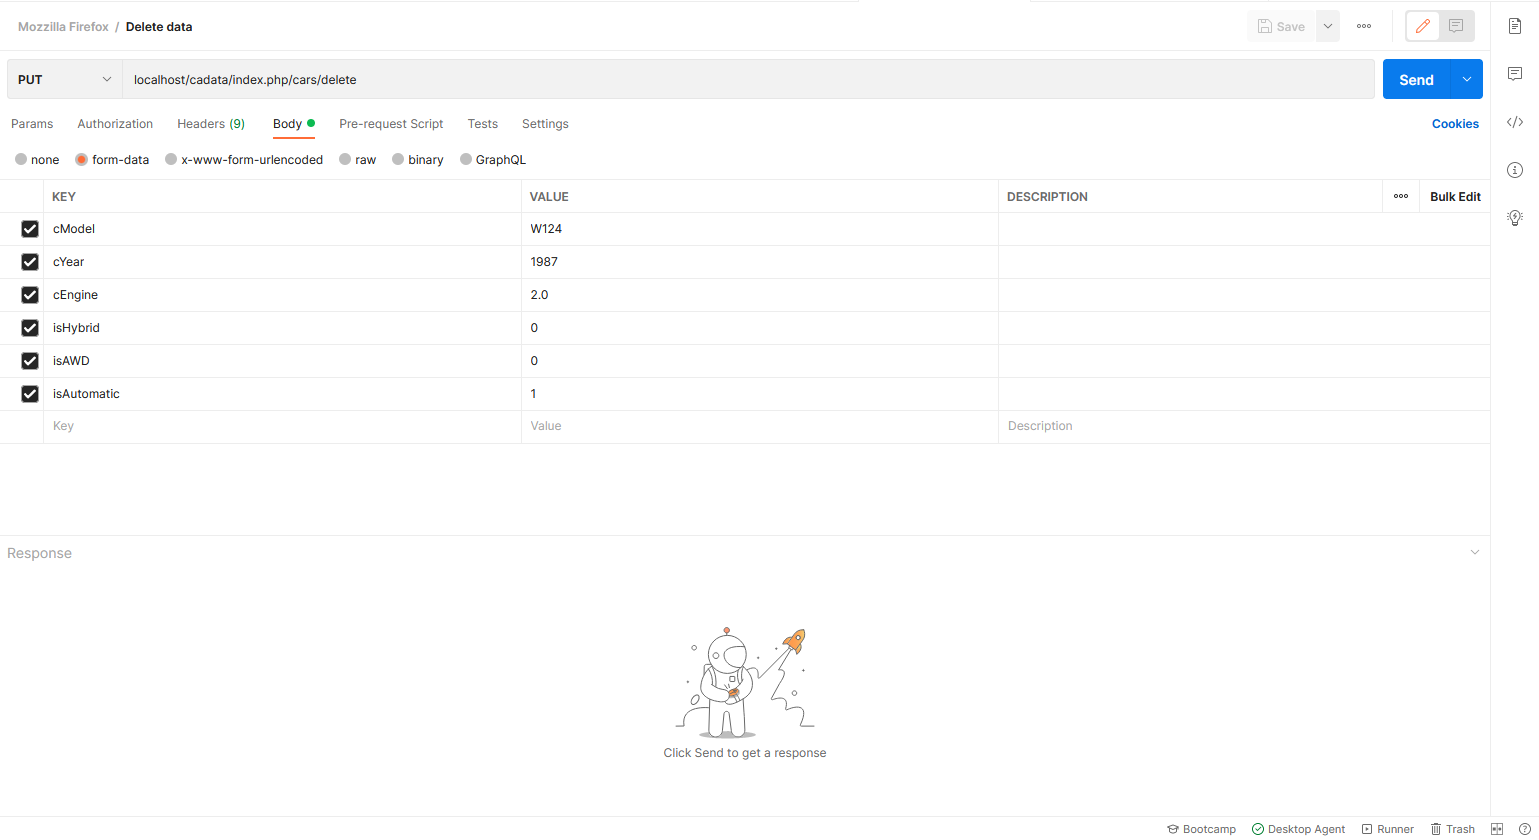 Mozzilla Firefox / Delete data
Save
PUT localhost/cadata/index.php/cars/delete Send
Params Authorization Headers (9) Body Pre-request Script Tests Settings Cookies
none form-data x-www-form-urlencoded raw binary GraphQL
KEY VALUE DESCRIPTION Bulk Edit
cModel W124
cYear 1987
cEngine 2.0
isHybrid 0
isAWD 0
isAutomatic 1
Key Value Description
Response
Click Send to get a response
Bootcamp Desktop Agent Runner Trash